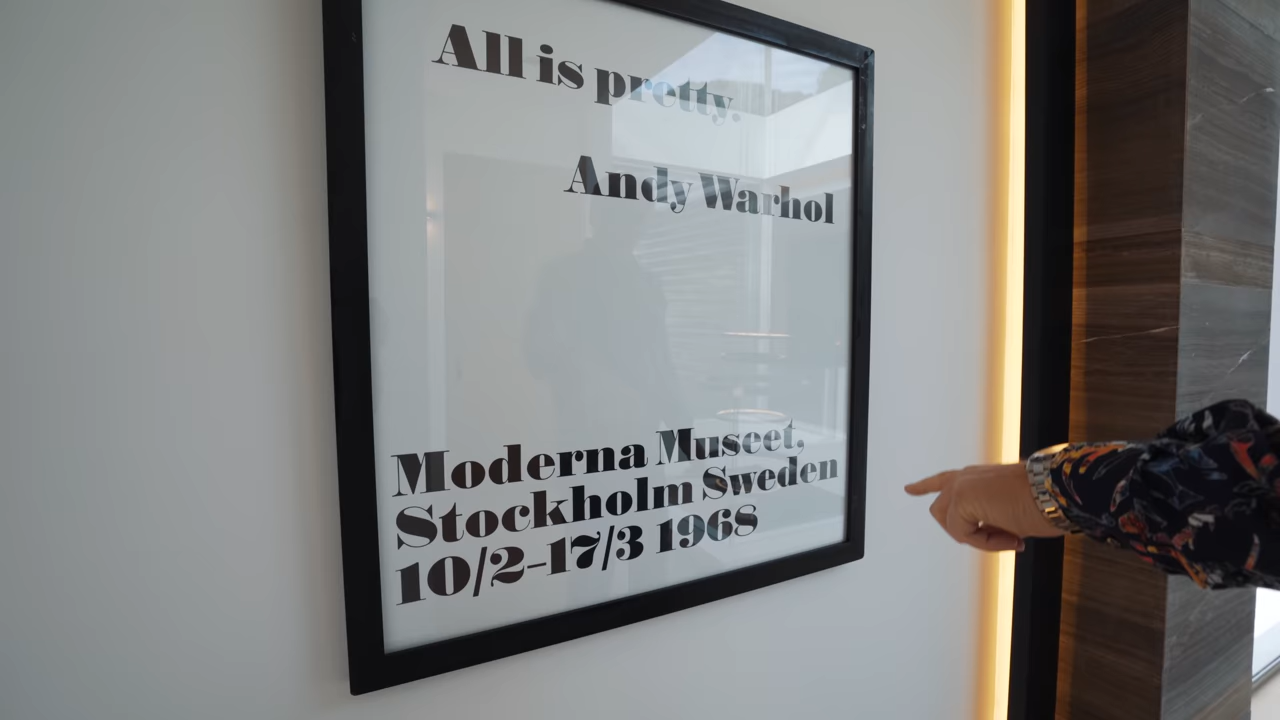 All is pretty.
Andy Warhol
Moderna Museet,
Stockholm Sweden
10/2–17/3 1968